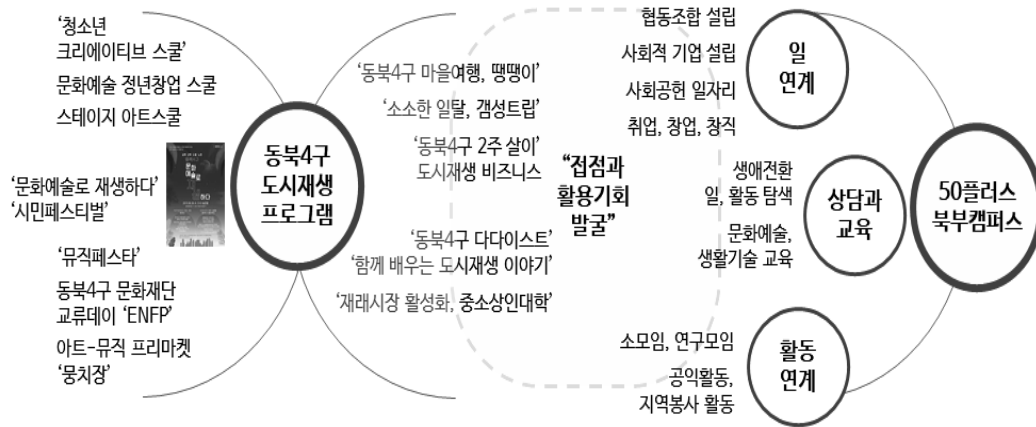 ‘청소년
크리에이티브 스쿨’
문화예술 정년창업 스쿨
스테이지 아트스쿨
‘문화예술로 재생하다’
‘시민페스티벌’
‘뮤직페스타’
동북4구 문화재단
교류데이 ‘ENFP’
아트-뮤직 프리마켓
‘뭉치장’
동북4구
도시재생
프로그램
‘동북4구 마을여행, 땡땡이’
‘소소한 일탈, 갬성트립’
‘동북4구 2주 살이’
도시재생 비즈니스
‘동북4구 다다이스트’
‘함께 배우는 도시재생 이야기’
‘재래시장 활성화, 중소상인대학’
“접점과
활용기회
발굴”
협동조합 설립
사회적 기업 설립
사회공헌 일자리
취업, 창업, 창직
일
연계
생애전환
일, 활동 탐색
문화예술,
생활기술 교육
상담과
교육
소모임, 연구모임
공익활동,
지역봉사 활동
활동
연계
50플러스
북부캠퍼스